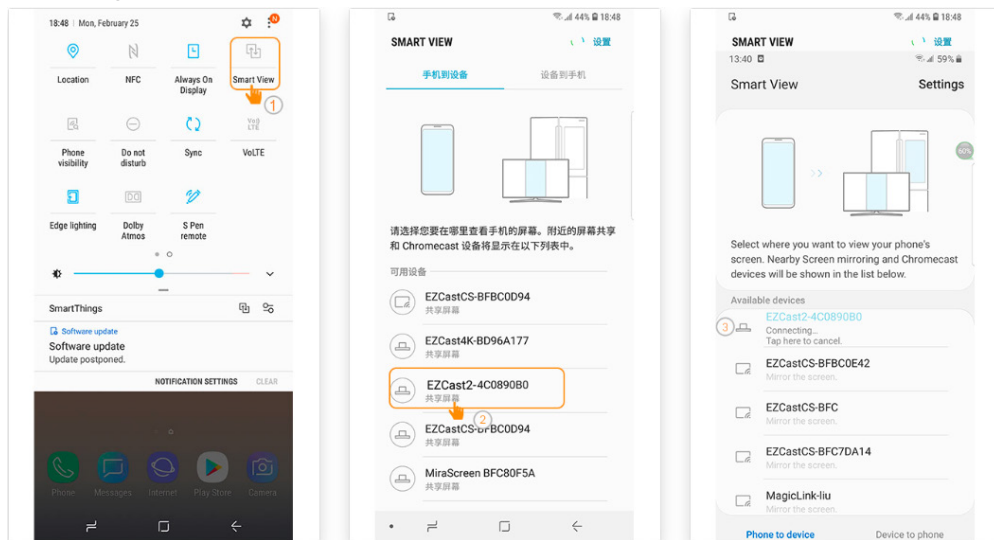 18:48 | Mon, February 25
N
Location
NFC
Always On
Display
Smart View
1
VoLTE
Phone
visibility
Do not
disturb
Sync
VoLTE
Edge lighting
Dolby
Atmos
S Pen
remote
SmartThings
Software update
Software update
Update postponed.
NOTIFICATION SETTINGS CLEAR
Phone
Messages
Internet
Play Store
Camera
44% 18:48
SMART VIEW
设置
手机到设备
设备到手机
请选择您要在哪里查看手机的屏幕。附近的屏幕共享
和 Chromecast 设备将显示在以下列表中。
可用设备
EZCastCS-BFBC0D94
共享屏幕
EZCast4K-BD96A177
共享屏幕
EZCast2-4C0890B0
共享屏幕
2
EZCastCS-BFBC0D94
共享屏幕
MiraScreen BFC80F5A
共享屏幕
44% 18:48
SMART VIEW
设置
13:40
59%
Smart View
Settings
60%
Select where you want to view your phone's
screen. Nearby Screen mirroring and Chromecast
devices will be shown in the list below.
Available devices
EZCast2-4C0890B0
3
Connecting...
Tap here to cancel.
EZCastCS-BFBC0E42
Mirror the screen.
EZCastCS-BFC
Mirror the screen.
EZCastCS-BFC7DA14
Mirror the screen.
MagicLink-liu
Mirror the screen.
Phone to device
Device to phone